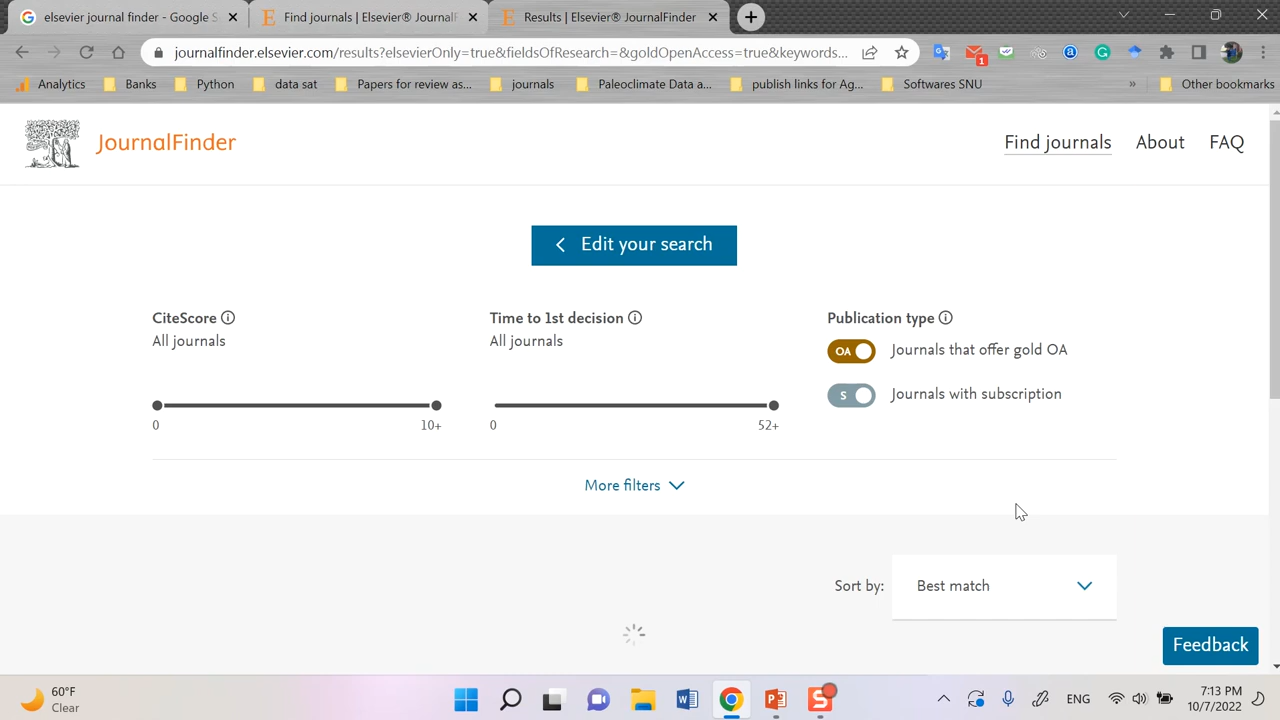 elsevier journal finder - Google S
Find journals | Elsevier® JournalF
Results | Elsevier® JournalFinder
journalfinder.elsevier.com/results?elsevierOnly=true&fieldsOfResearch=&goldOpenAccess=true&keywords...
1
Analytics
Banks
Python
data sat
Papers for review as...
journals
Paleoclimate Data a...
publish links for Ag...
Softwares SNU
»
Other bookmarks
JournalFinder
Find journals
About
FAQ
Edit your search
CiteScore
All journals
0
10+
Time to 1st decision
All journals
0
52+
Publication type
OA
Journals that offer gold OA
S
Journals with subscription
More filters
Sort by:
Best match
Feedback
60°F
Clear
ENG
7:13 PM
10/7/2022